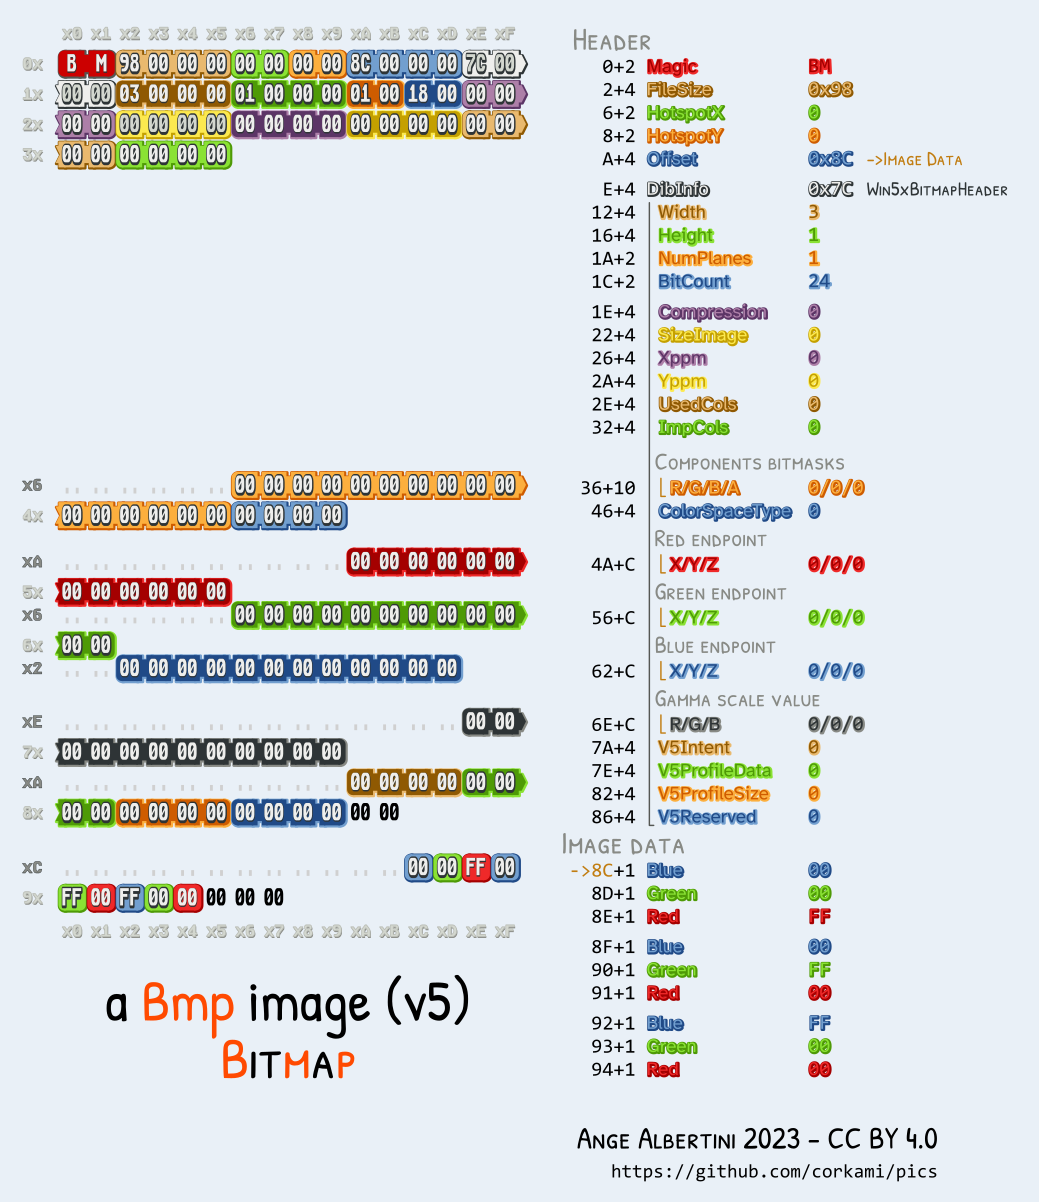 x0 x1 x2 x3 x4 x5 x6 x7 x8 x9 xA xB xC xD xE xF
0x B M 98 00 00 00 00 00 00 00 8C 00 00 00 7C 00
1x 00 00 03 00 00 00 01 00 00 00 01 00 18 00 00 00
2x 00 00 00 00 00 00 00 00 00 00 00 00 00 00 00 00
3x 00 00 00 00 00 00
x6 .. .. .. .. .. .. 00 00 00 00 00 00 00 00 00 00
4x 00 00 00 00 00 00 00 00 00 00
xA .. .. .. .. .. .. .. .. .. .. 00 00 00 00 00 00
5x 00 00 00 00 00 00
x6 .. .. .. .. .. .. 00 00 00 00 00 00 00 00 00 00
6x 00 00
x2 .. .. 00 00 00 00 00 00 00 00 00 00 00 00
xE .. .. .. .. .. .. .. .. .. .. .. .. .. .. 00 00
7x 00 00 00 00 00 00 00 00 00 00
xA .. .. .. .. .. .. .. .. .. .. 00 00 00 00 00 00
8x 00 00 00 00 00 00 00 00 00 00 00 00
xC .. .. .. .. .. .. .. .. .. .. .. .. 00 00 FF 00
9x FF 00 FF 00 00 00 00 00
x0 x1 x2 x3 x4 x5 x6 x7 x8 x9 xA xB xC xD xE xF
a Bmp image (v5)
Bitmap
Header
0+2 Magic BM
2+4 FileSize 0x98
6+2 HotspotX 0
8+2 HotspotY 0
A+4 Offset 0x8C ->Image Data
E+4 DibInfo 0x7C Win5xBitmapHeader
12+4 Width 3
16+4 Height 1
1A+2 NumPlanes 1
1C+2 BitCount 24
1E+4 Compression 0
22+4 SizeImage 0
26+4 Xppm 0
2A+4 Yppm 0
2E+4 UsedCols 0
32+4 ImpCols 0
Components bitmasks
36+10 R/G/B/A 0/0/0
46+4 ColorSpaceType 0
Red endpoint
4A+C X/Y/Z 0/0/0
Green endpoint
56+C X/Y/Z 0/0/0
Blue endpoint
62+C X/Y/Z 0/0/0
Gamma scale value
6E+C R/G/B 0/0/0
7A+4 V5Intent 0
7E+4 V5ProfileData 0
82+4 V5ProfileSize 0
86+4 V5Reserved 0
Image data
->8C+1 Blue 00
8D+1 Green 00
8E+1 Red FF
8F+1 Blue 00
90+1 Green FF
91+1 Red 00
92+1 Blue FF
93+1 Green 00
94+1 Red 00
Ange Albertini 2023 - CC BY 4.0
https://github.com/corkami/pics